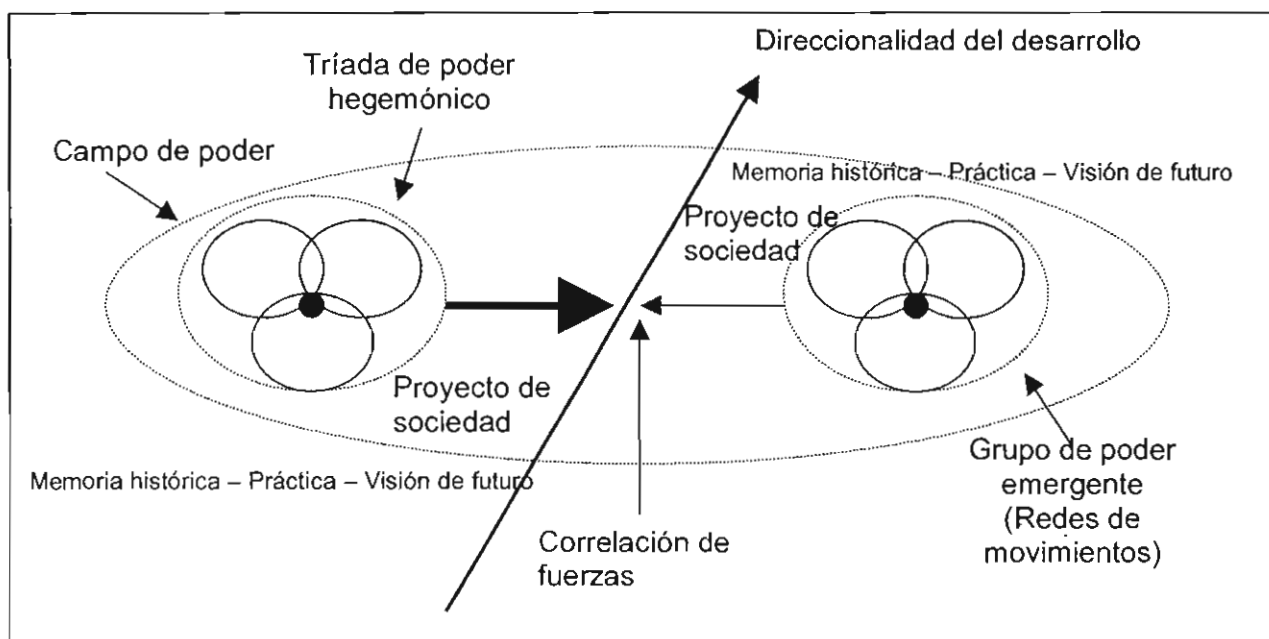 Direccionalidad del desarrollo
Tríada de poder
hegemónico
Campo de poder
Memoria histórica – Práctica – Visión de futuro
Proyecto de
sociedad
Proyecto de
sociedad
Memoria histórica – Práctica – Visión de futuro
Grupo de poder
emergente
(Redes de
movimientos)
Correlación de
fuerzas